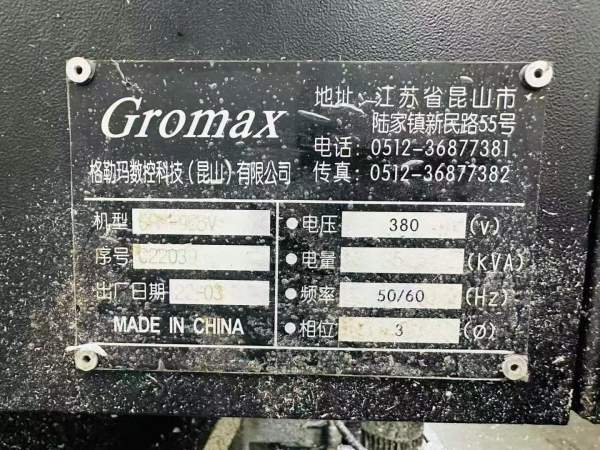 Gromax
格勒玛数控科技（昆山）有限公司
地址：江苏省昆山市
陆家镇新民路55号
电话：0512-36877381
传真：0512-36877382
机型
序号
出厂日期
MADE IN CHINA
电压 380 (v)
电量 (KVA)
频率 50/60 (Hz)
相位 3 (Ø)